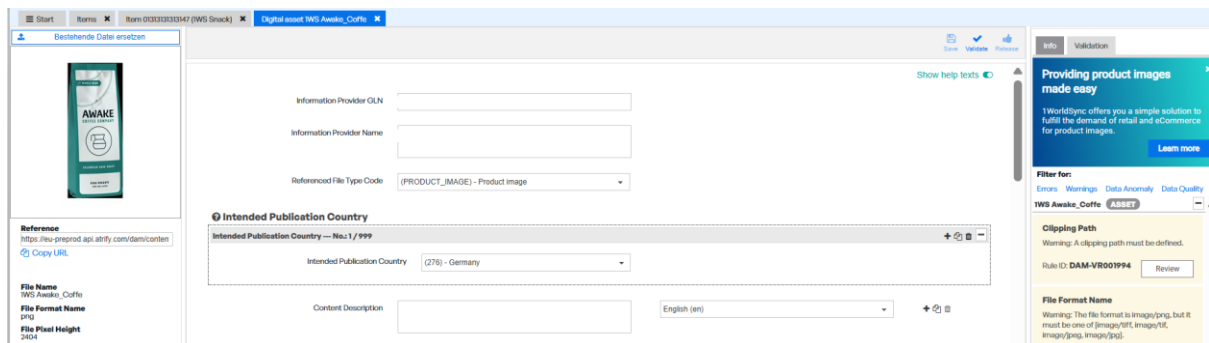 Start
Items
Item 0131313131347 (1WS Snack)
Digital asset 1WS Awake_Coffe
Bestehende Datei ersetzen
AWAKE
COFFEE COMPANY
Reference
https://eu-preprod.api.atrify.com/dam/conten
Copy URL
File Name
1WS Awake_Coffe
File Format Name
png
File Pixel Height
2404
Save
Validate
Release
Show help texts
Information Provider GLN
Information Provider Name
Referenced File Type Code
(PRODUCT_IMAGE) - Product image
Intended Publication Country
Intended Publication Country — No.: 1 / 999
Intended Publication Country
(276) - Germany
Content Description
English (en)
Info
Validation
Providing product images
made easy
1WorldSync offers you a simple solution to
fulfill the demand of retail and eCommerce
for product images.
Learn more
Filter for:
Errors Warnings Data Anomaly Data Quality
1WS Awake_Coffe ASSET
Clipping Path
Warning: A clipping path must be defined.
Rule ID: DAM-VR001994
Review
File Format Name
Warning: The file format is image/png, but it
must be one of [image/tiff, image/tif,
image/jpeg, image/jpg].